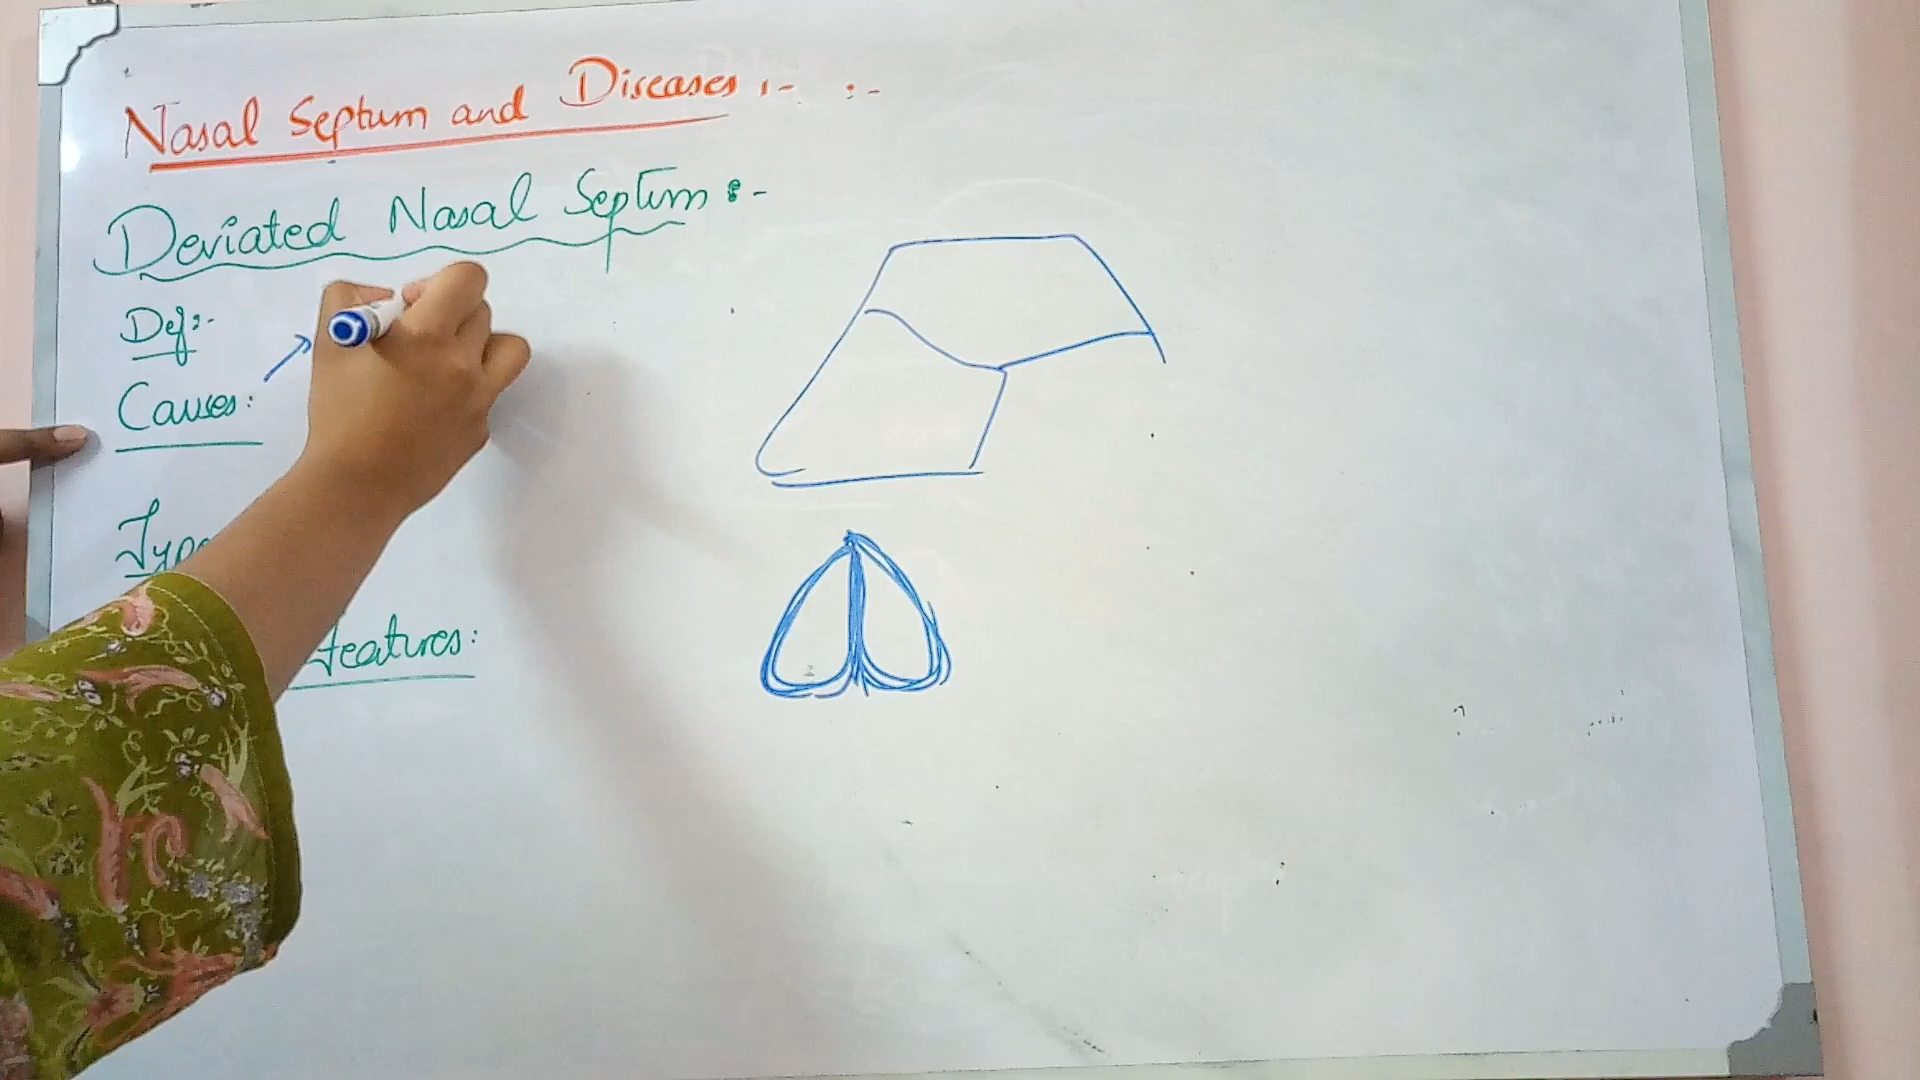 Nasal Septum and Diseases :- :-
Deviated Nasal Septum :-
Def:-
Causes:
features: